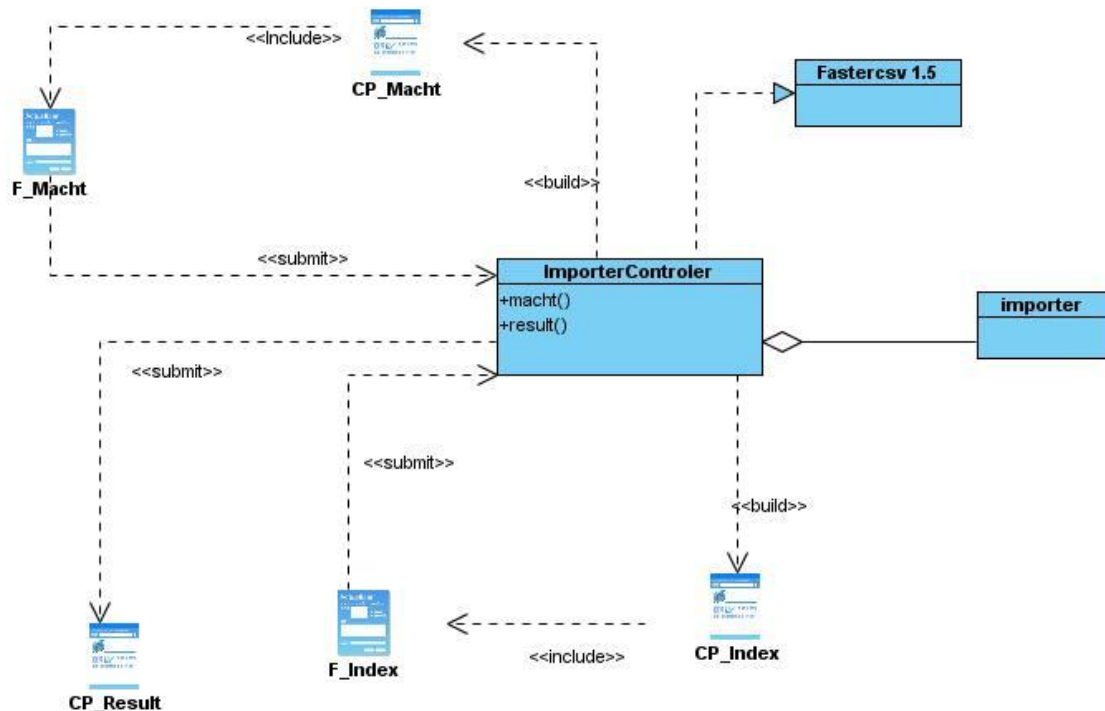 <<Include>>
CP_Macht
Fastercsv 1.5
F_Macht
<<build>>
<<submit>>
ImporterControler
+macht()
+result()
importer
<<submit>>
<<submit>>
<<build>>
CP_Index
<<include>>
F_Index
CP_Result